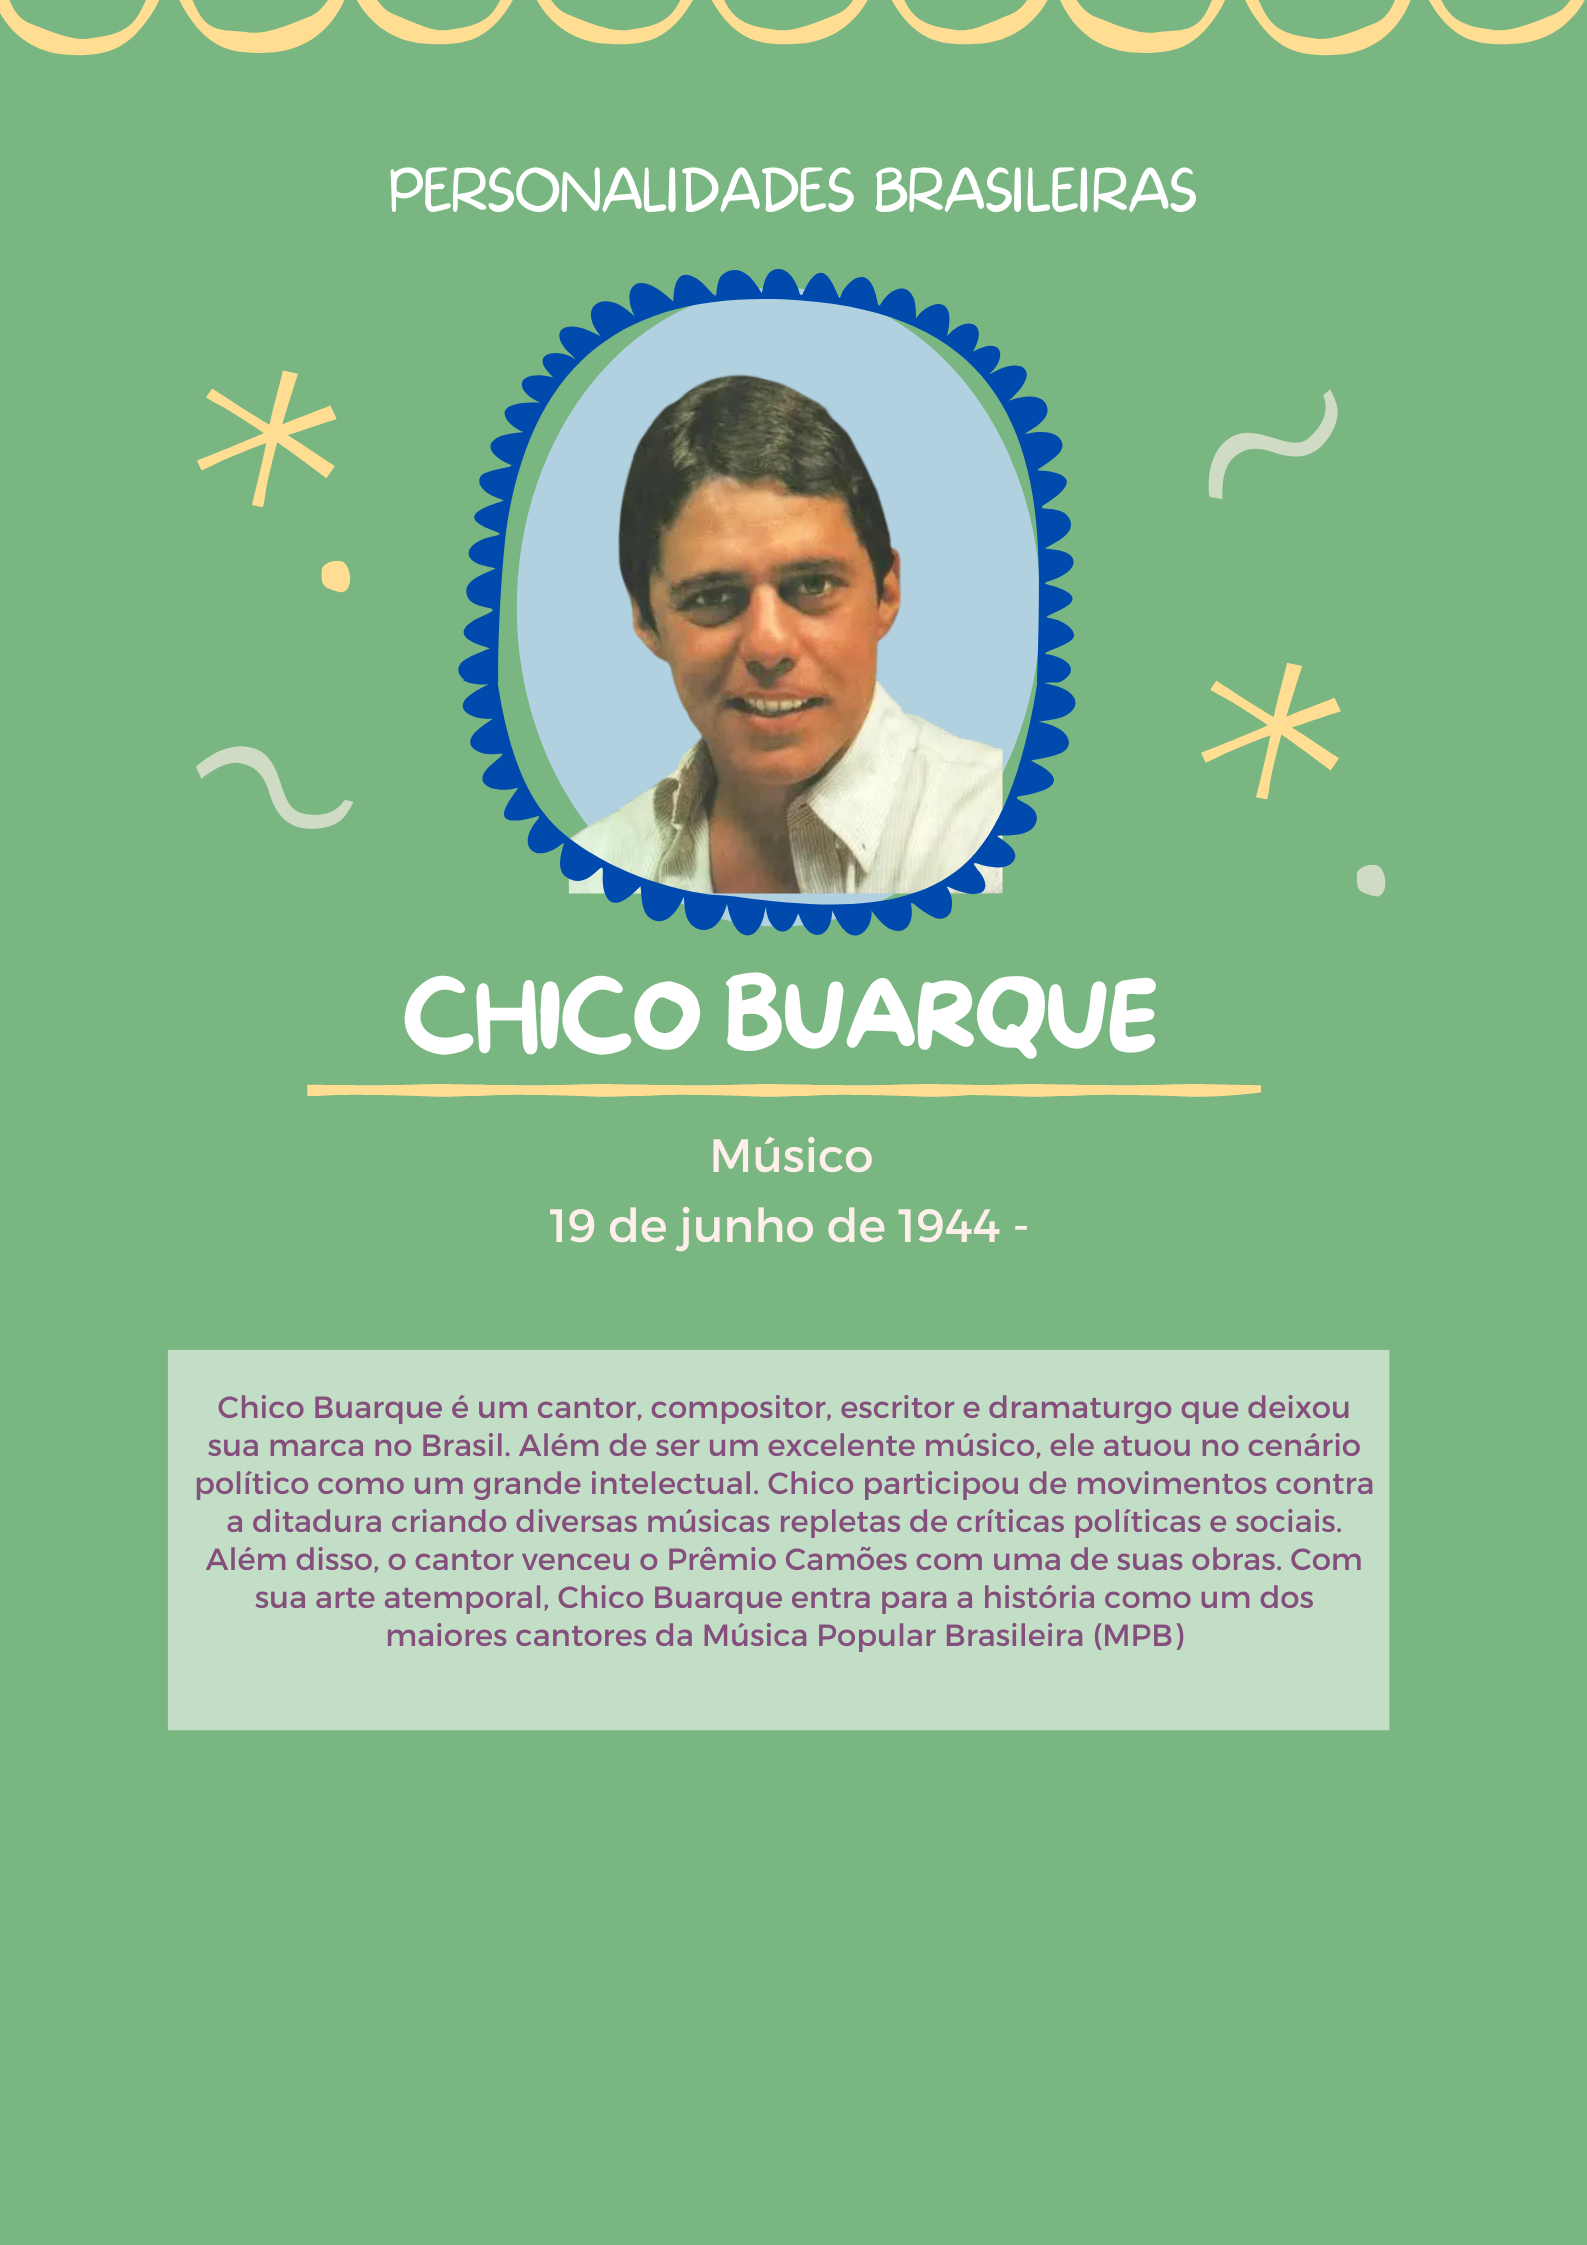 PERSONALIDADES BRASILEIRAS
CHICO BUARQUE
Músico
19 de junho de 1944 -
Chico Buarque é um cantor, compositor, escritor e dramaturgo que deixou
sua marca no Brasil. Além de ser um excelente músico, ele atuou no cenário
político como um grande intelectual. Chico participou de movimentos contra
a ditadura criando diversas músicas repletas de críticas políticas e sociais.
Além disso, o cantor venceu o Prêmio Camões com uma de suas obras. Com
sua arte atemporal, Chico Buarque entra para a história como um dos
maiores cantores da Música Popular Brasileira (MPB)